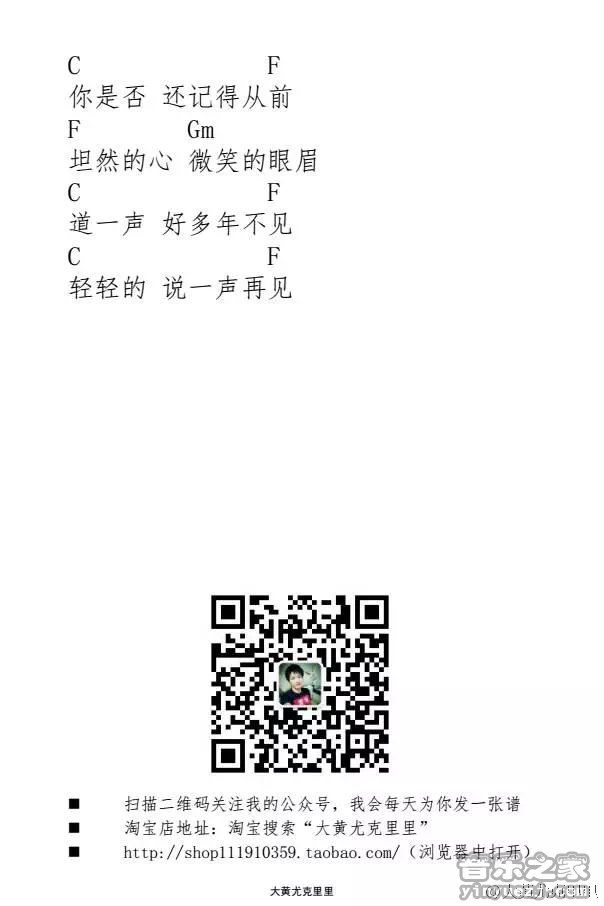 C F
你是否 还记得从前
F Gm
坦然的心 微笑的眼眉
C F
道一声 好多年不见
C F
轻轻的 说一声再见
■ 扫描二维码关注我的公众号，我会每天为你发一张谱
■ 淘宝店地址：淘宝搜索“大黄尤克里里”
■ http://shop111910359.taobao.com/（浏览器中打开）
音乐之家
大黄尤克里里